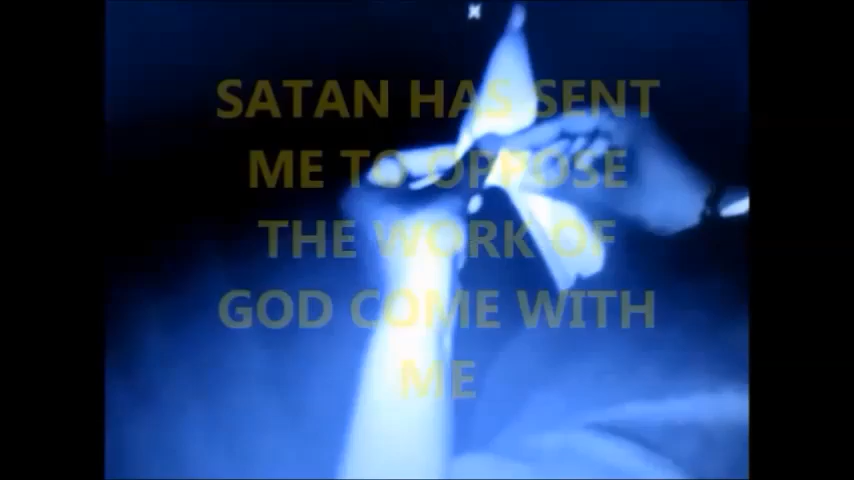 SATAN HAS SENT
ME TO OPPOSE
THE WORK OF
GOD COME WITH
ME